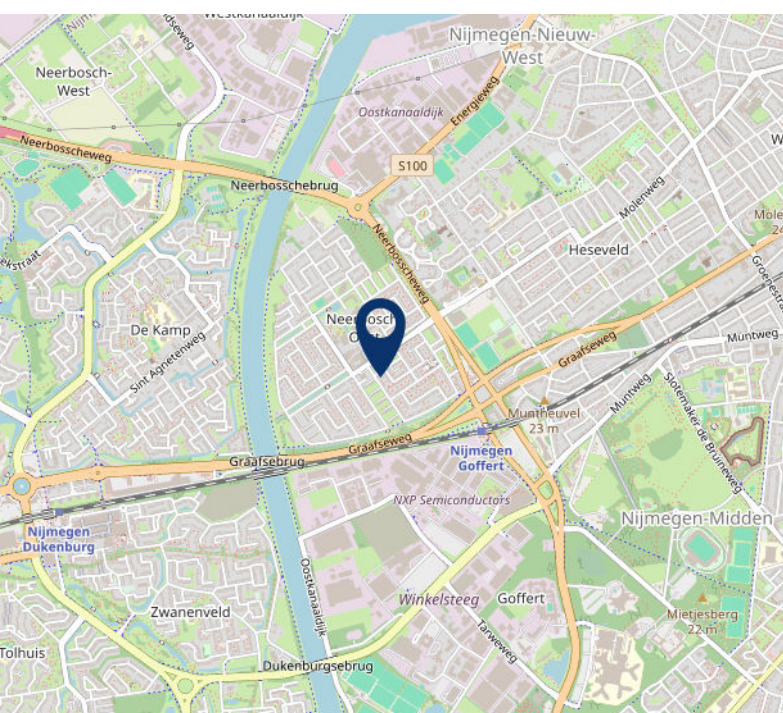 Westkanaaldijk
Nijmegen-Nieuw-
West
Neerbosch-
West
Oostkanaaldijk
Energieweg
Neerbosscheweg
S100
Neerbosschebrug
Molenweg
Neerbosscheweg
Heseveld
De Kamp
Sint Agnetenweg
Graafseweg
Muntweg
Muntheuvel
23 m
Muntweg
Slotemaker de Bruïneweg
Graafseweg
Graafsebrug
Nijmegen
Goffert
NXP Semiconductors
Nijmegen
Dukenburg
Nijmegen-Midden
Oostkanaaldijk
Winkelsteeg
Goffert
Zwanenveld
Mietjesberg
22 m
Tarweweg
Tolhuis
Dukenburgsebrug